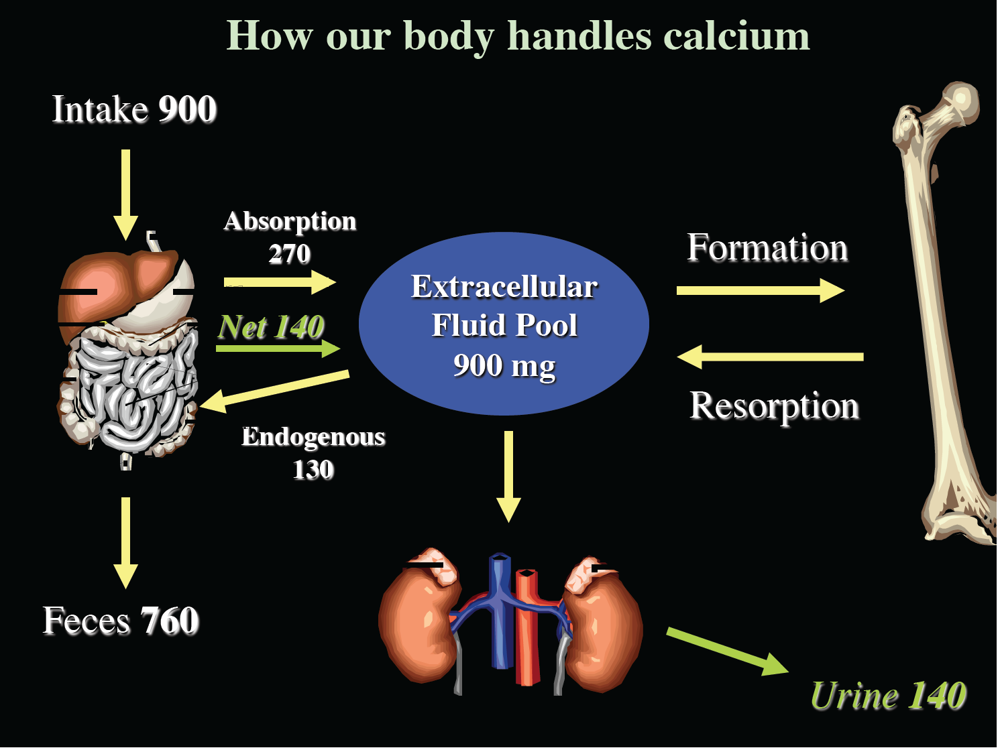 How our body handles calcium
Intake 900
Absorption
270
Net 140
Endogenous
130
Feces 760
Extracellular
Fluid Pool
900 mg
Formation
Resorption
Urine 140